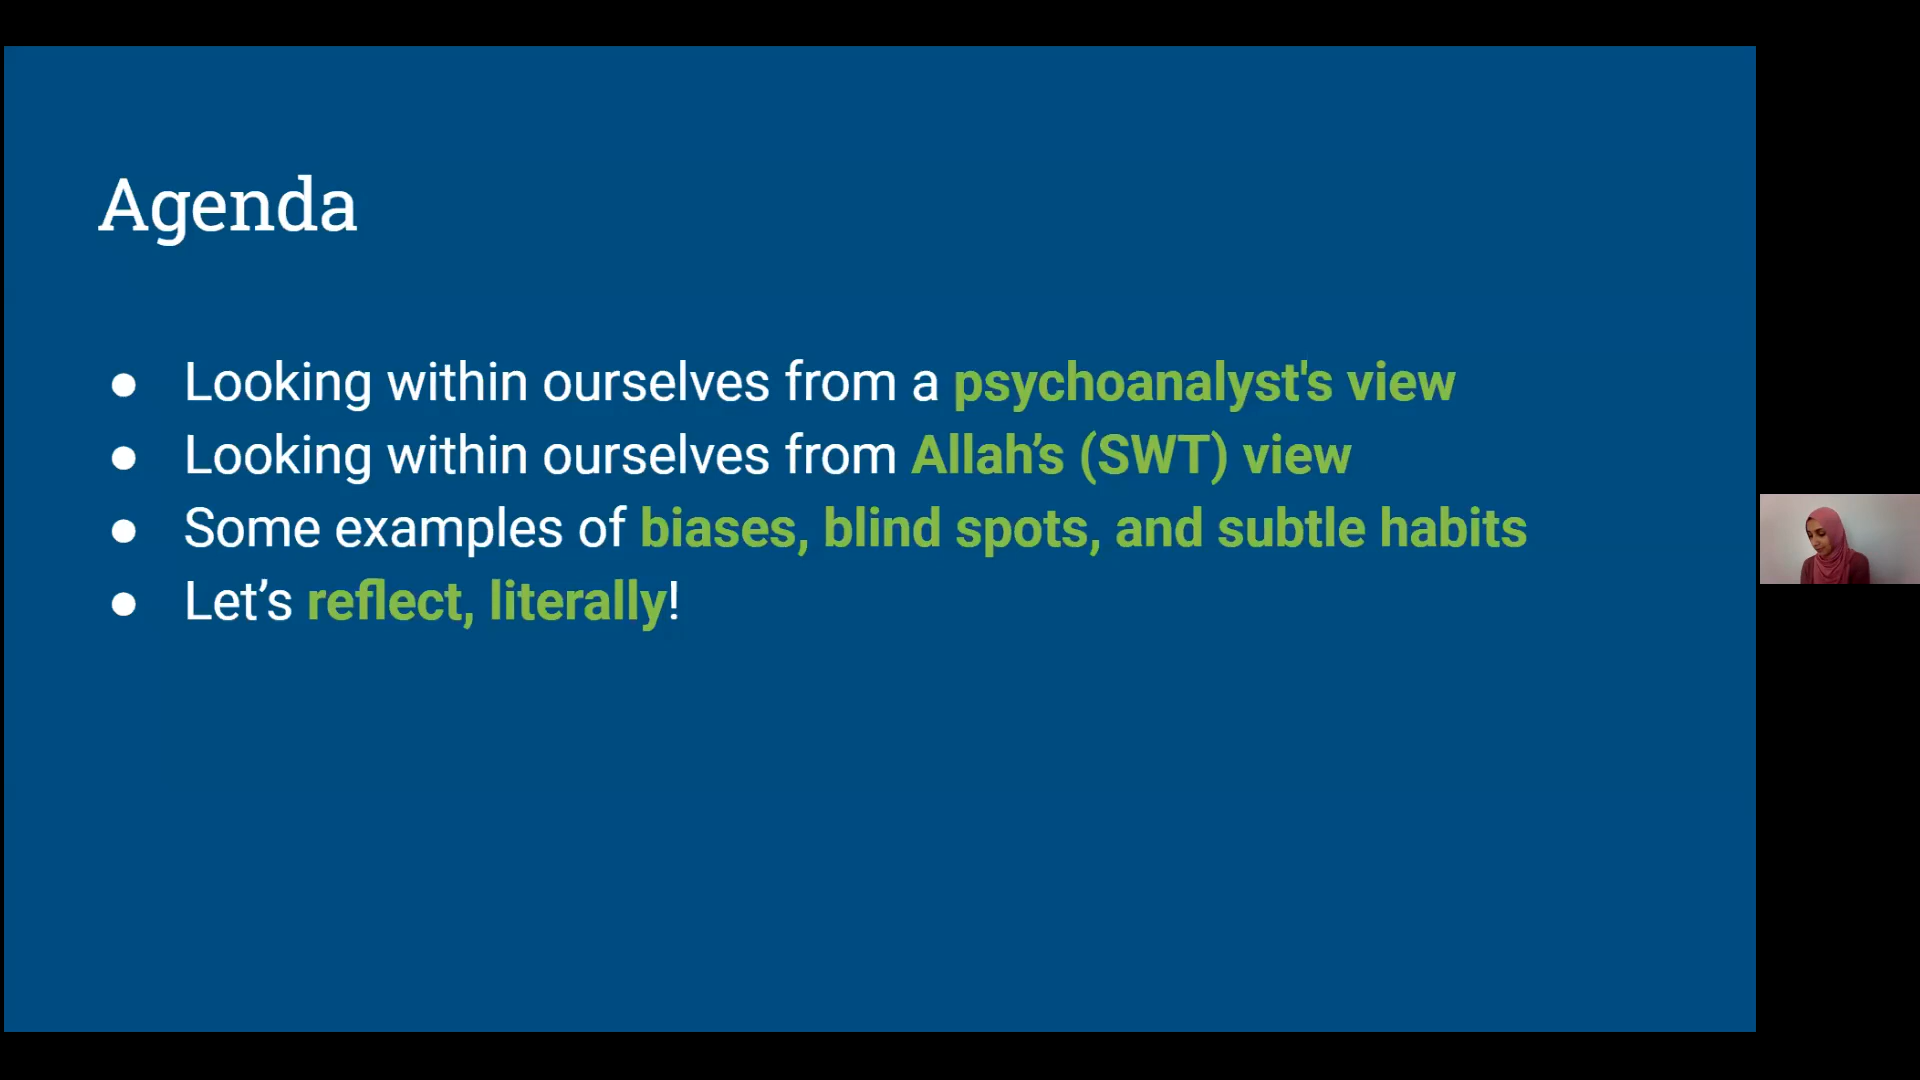 Agenda
● Looking within ourselves from a psychoanalyst's view
● Looking within ourselves from Allah’s (SWT) view
● Some examples of biases, blind spots, and subtle habits
● Let’s reflect, literally!